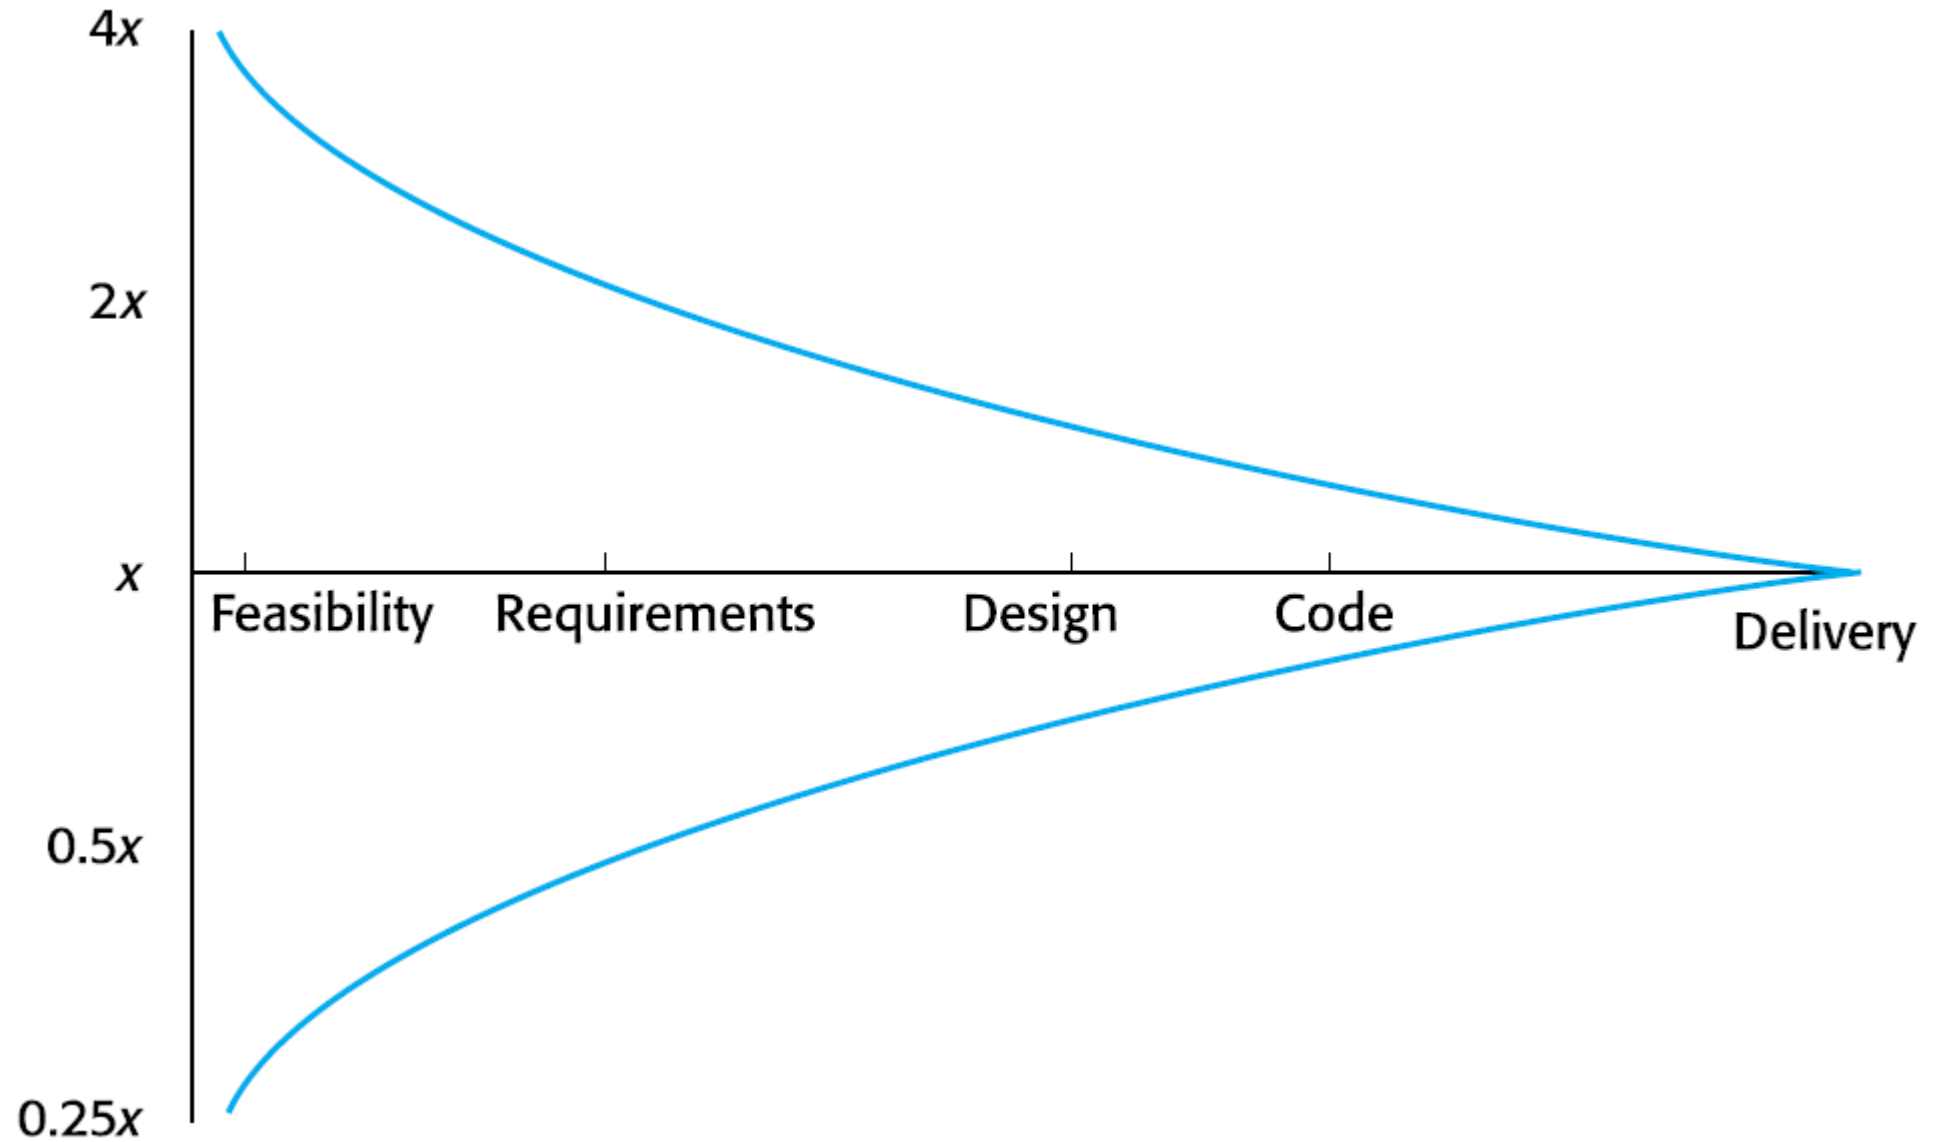 4x
2x
x
Feasibility Requirements Design Code Delivery
0.5x
0.25x